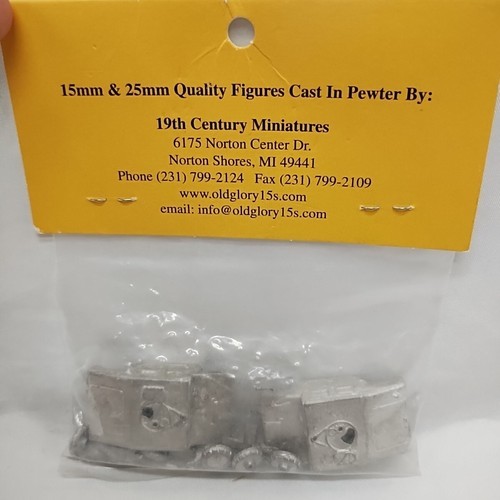 15mm & 25mm Quality Figures Cast In Pewter By:
19th Century Miniatures
6175 Norton Center Dr.
Norton Shores, MI 49441
Phone (231) 799-2124 Fax (231) 799-2109
www.oldglory15s.com
email: info@oldglory15s.com